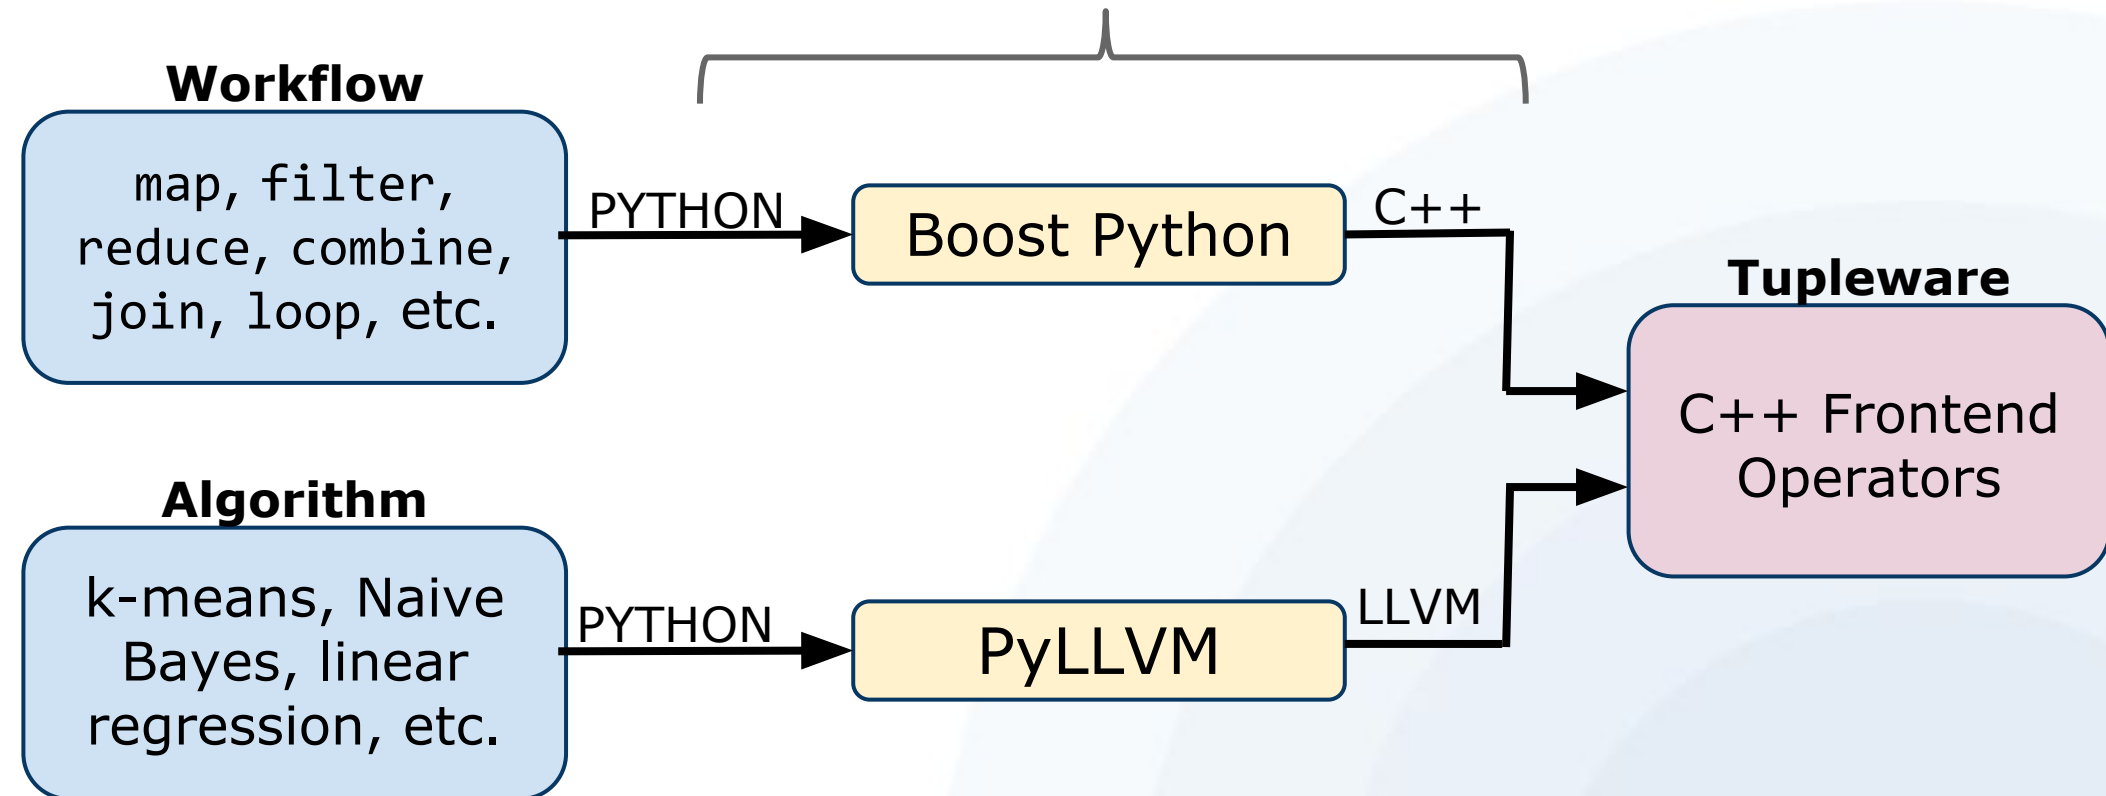 Workflow
map, filter,
reduce, combine,
join, loop, etc.
PYTHON
Boost Python
C++
Tupleware
C++ Frontend
Operators
Algorithm
k-means, Naive
Bayes, linear
regression, etc.
PYTHON
PyLLVM
LLVM